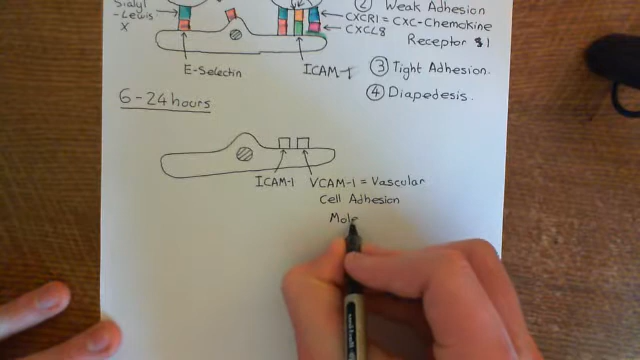 Sialyl
-Lewis
X
② Weak Adhesion
CXCR1 = CXC-Chemokine
Receptor 1
CXCL8
E-Selectin
ICAM-1
③ Tight Adhesion.
④ Diapedesis.
6-24 hours
ICAM-1
VCAM-1 = Vascular
Cell Adhesion
Mole